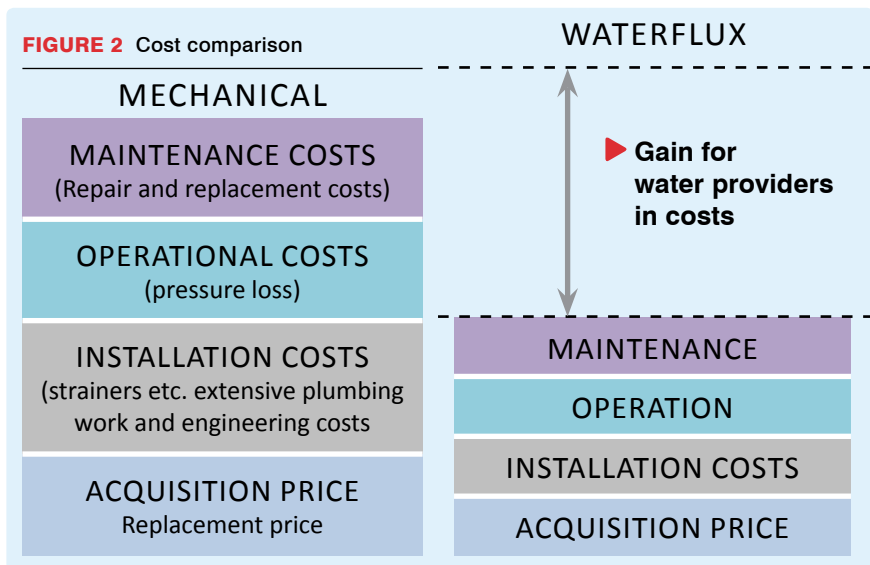 FIGURE 2 Cost comparison
MECHANICAL
MAINTENANCE COSTS
(Repair and replacement costs)
OPERATIONAL COSTS
(pressure loss)
INSTALLATION COSTS
(strainers etc. extensive plumbing
work and engineering costs
ACQUISITION PRICE
Replacement price
WATERFLUX
Gain for
water providers
in costs
MAINTENANCE
OPERATION
INSTALLATION COSTS
ACQUISITION PRICE